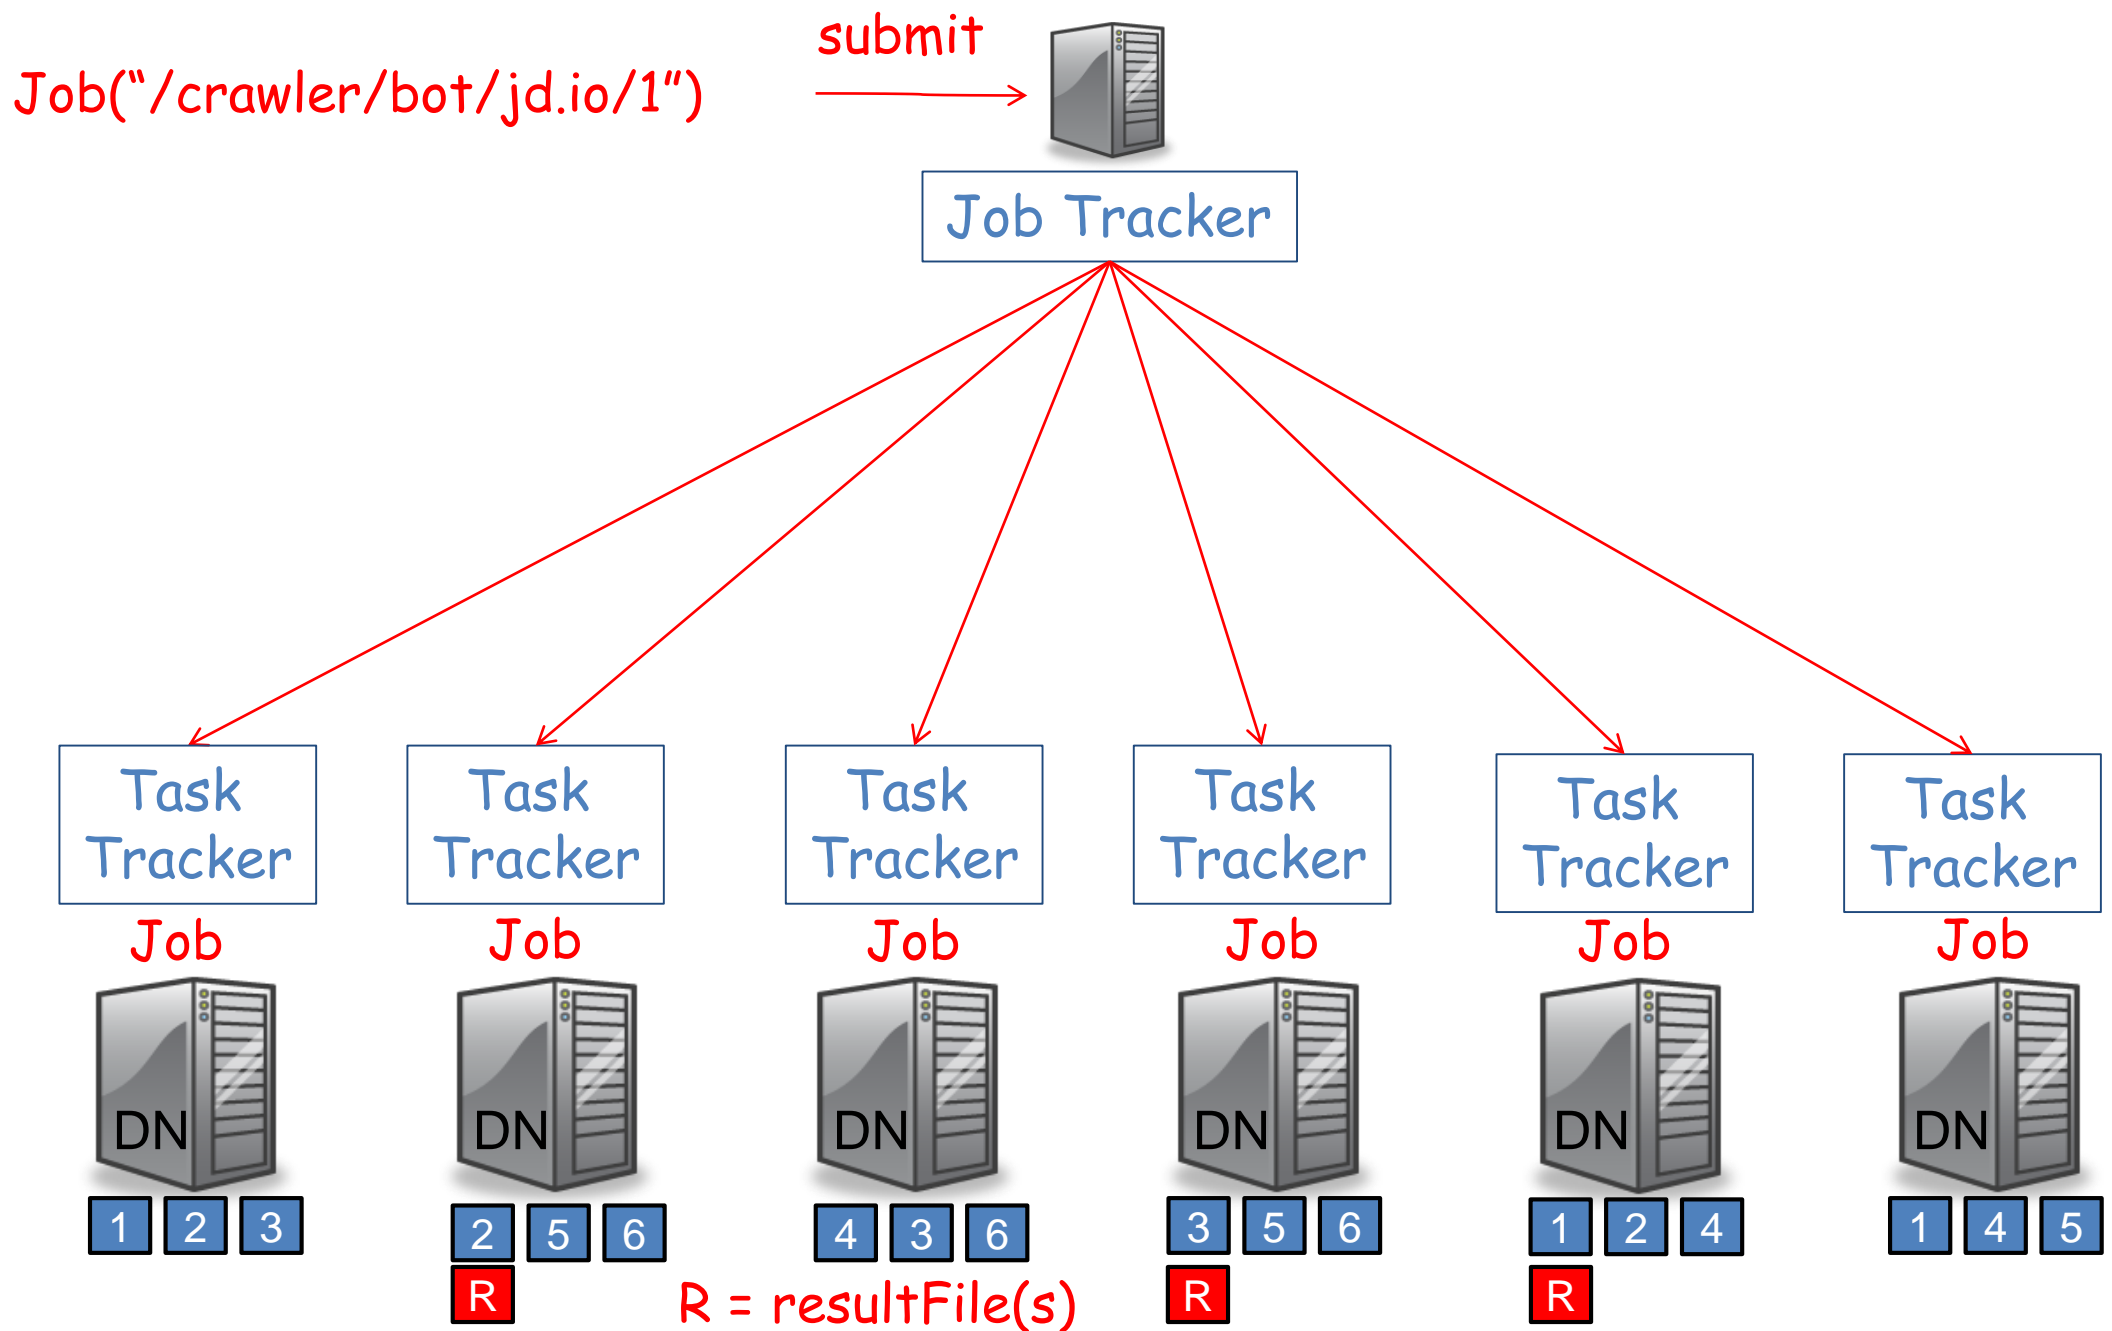 submit
Job(“/crawler/bot/jd.io/1”)
Job Tracker
Task
Tracker
Task
Tracker
Task
Tracker
Task
Tracker
Task
Tracker
Task
Tracker
Job
Job
Job
Job
Job
Job
DN
DN
DN
DN
DN
DN
1 2 3
2 5 6
4 3 6
3 5 6
1 2 4
1 4 5
R
R = resultFile(s)
R
R